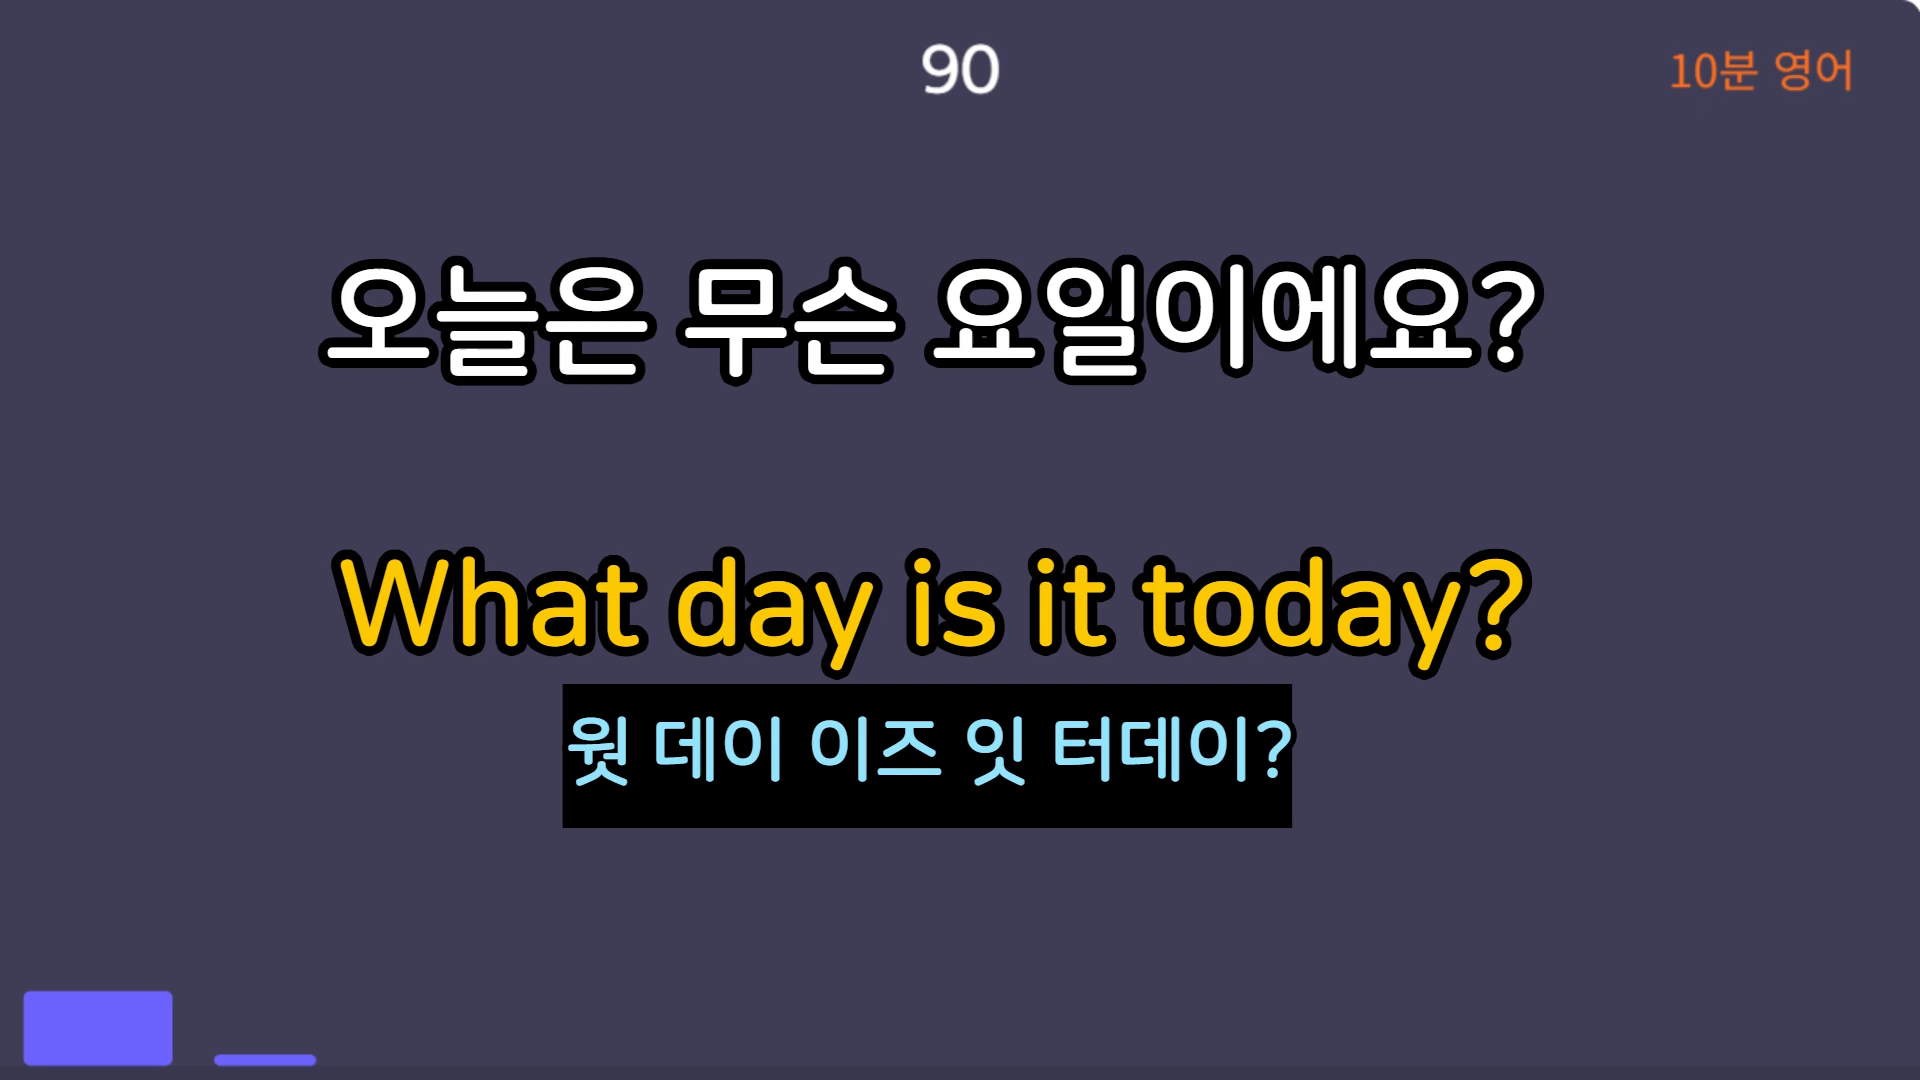 90
10분 영어
오늘은 무슨 요일이에요?
What day is it today?
웟 데이 이즈 잇 터데이?